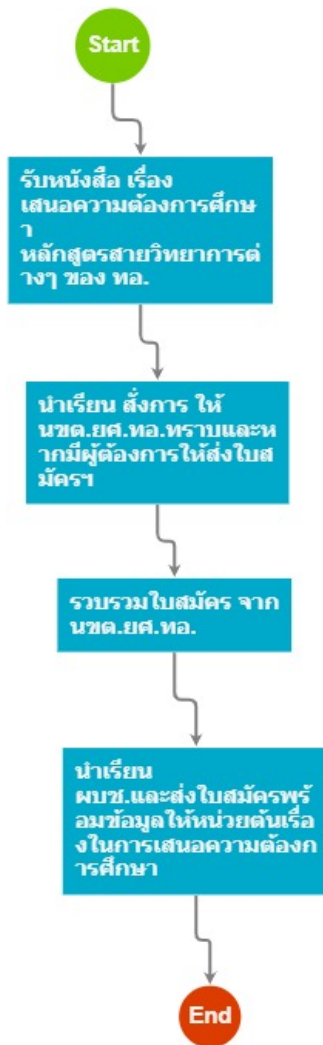 Start
รับหนังสือ เรื่อง
เสนอความต้องการศึกษ
า
หลักสูตรสายวิทยาการต่
างๆ ของ ทอ.
นำเรียน สั่งการ ให้
นขต.ยศ.ทอ.ทราบและห
ากมีผู้ต้องการให้ส่งใบส
มัครฯ
รวบรวมใบสมัคร จาก
นขต.ยศ.ทอ.
นำเรียน
ผบช.และส่งใบสมัครพร้
อมข้อมูลให้หน่วยต้นเรื่อ
งในการเสนอความต้องก
ารศึกษา
End